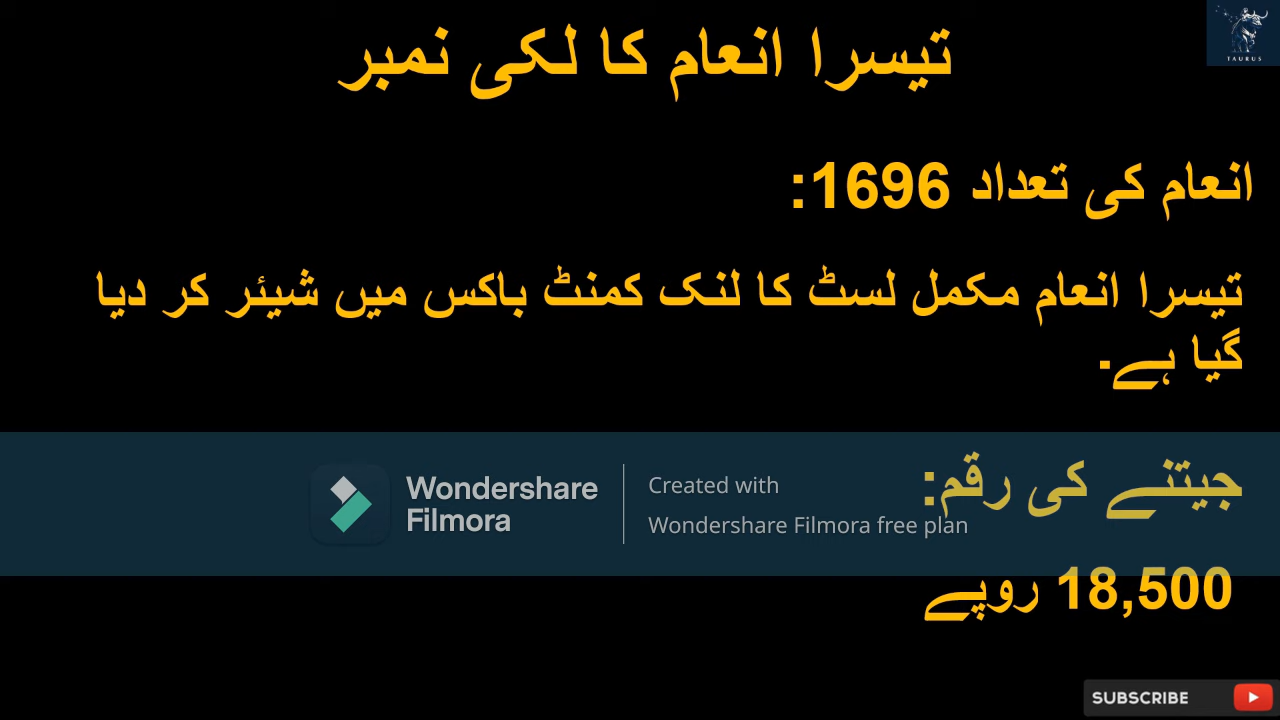 تیسرا انعام کا لکی نمبر
TAURUS
انعام کی تعداد 1696:
تیسرا انعام مکمل لسٹ کا لنک کمنٹ باکس میں شیئر کر دیا
گیا ہے۔
جیتنے کی رقم:
Wondershare
Filmora
Created with
Wondershare Filmora free plan
18,500 روپے
SUBSCRIBE